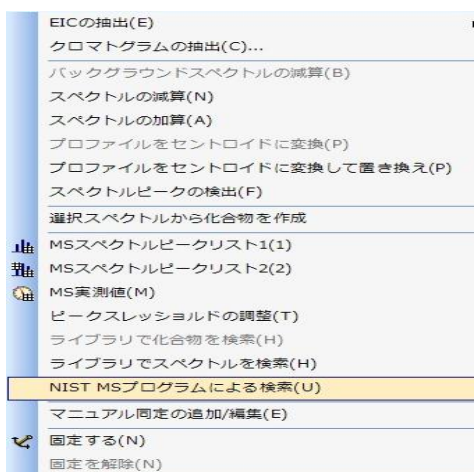 EICの抽出(E)
クロマトグラムの抽出(C)...
バックグラウンドスペクトルの減算(B)
スペクトルの減算(N)
スペクトルの加算(A)
プロファイルをセントロイドに変換(P)
プロファイルをセントロイドに変換して置き換え(P)
スペクトルピークの検出(F)
選択スペクトルから化合物を作成
MSスペクトルピークリスト1(1)
MSスペクトルピークリスト2(2)
MS実測値(M)
ピークスレッショルドの調整(T)
ライブラリで化合物を検索(H)
ライブラリでスペクトルを検索(H)
NIST MSプログラムによる検索(U)
マニュアル同定の追加/編集(E)
固定する(N)
固定を解除(N)